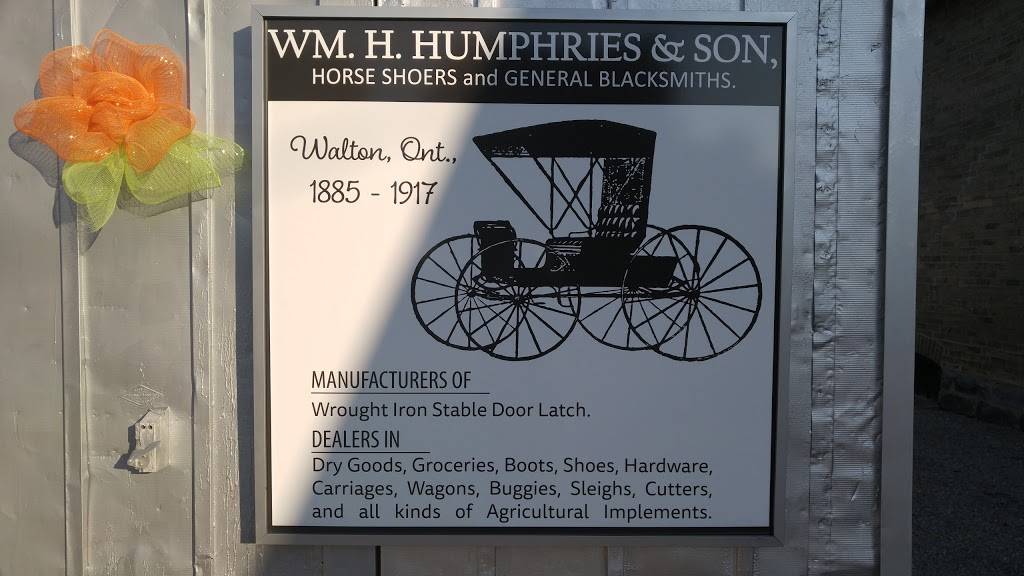 WM. H. HUMPHRIES & SON,
HORSE SHOERS and GENERAL BLACKSMITHS.
Walton, Ont.,
1885 - 1917
MANUFACTURERS OF
Wrought Iron Stable Door Latch.
DEALERS IN
Dry Goods, Groceries, Boots, Shoes, Hardware,
Carriages, Wagons, Buggies, Sleighs, Cutters,
and all kinds of Agricultural Implements.